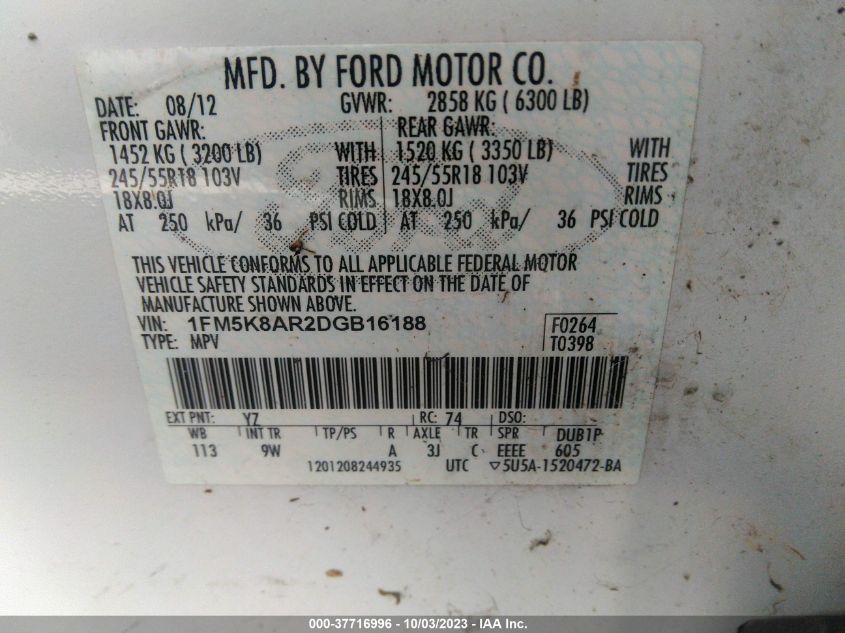 MFD. BY FORD MOTOR CO.
DATE: 08/12 GVWR: 2858 KG ( 6300 LB)
FRONT GAWR: REAR GAWR:
1452 KG ( 3200 LB) WITH 1520 KG ( 3350 LB) WITH
245/55R18 103V TIRES 245/55R18 103V TIRES
18X8.0J RIMS 18X8.0J RIMS
AT 250 kPa/ 36 PSI COLD AT 250 kPa/ 36 PSI COLD
Ford
THIS VEHICLE CONFORMS TO ALL APPLICABLE FEDERAL MOTOR
VEHICLE SAFETY STANDARDS IN EFFECT ON THE DATE OF
MANUFACTURE SHOWN ABOVE.
VIN: 1FM5K8AR2DGB16188 F0264
TYPE: MPV T0398
EXT PNT: YZ RC: 74 DSO:
WB INT TR TP/PS R AXLE TR SPR DUB1P
113 9W A 3J C EEEE 605
1201208244935 UTC ▽5U5A-1520472-BA
000-37716996 - 10/03/2023 - IAA Inc.